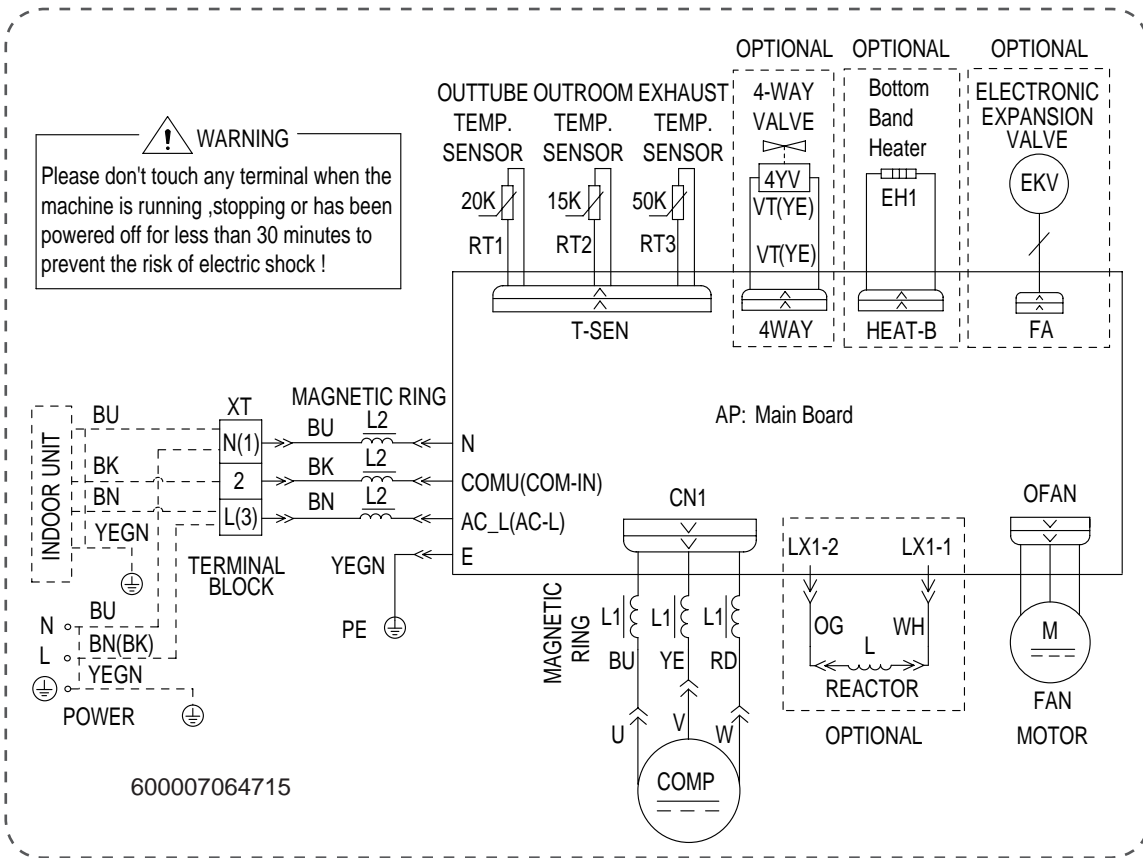 OPTIONAL OPTIONAL OPTIONAL
OUTTUBE OUTROOM EXHAUST
TEMP. TEMP. TEMP.
SENSOR SENSOR SENSOR
4-WAY
VALVE
Bottom
Band
Heater
ELECTRONIC
EXPANSION
VALVE
WARNING
Please don't touch any terminal when the
machine is running ,stopping or has been
powered off for less than 30 minutes to
prevent the risk of electric shock !
20K 15K 50K
RT1 RT2 RT3
4YV
VT(YE)
VT(YE)
EH1
EKV
T-SEN 4WAY HEAT-B FA
MAGNETIC RING
XT
INDOOR UNIT
BU
BK
BN
YEGN
N(1)
2
L(3)
TERMINAL
BLOCK
BU L2
BK L2
BN L2
YEGN
PE
N
COMU(COM-IN)
AC_L(AC-L)
E
AP: Main Board
CN1
LX1-2 LX1-1
OFAN
N BU
L BN(BK)
YEGN
POWER
MAGNETIC
RING
L1 L1 L1
BU YE RD
U V W
COMP
OG WH
L
REACTOR
OPTIONAL
M
FAN
MOTOR
600007064715